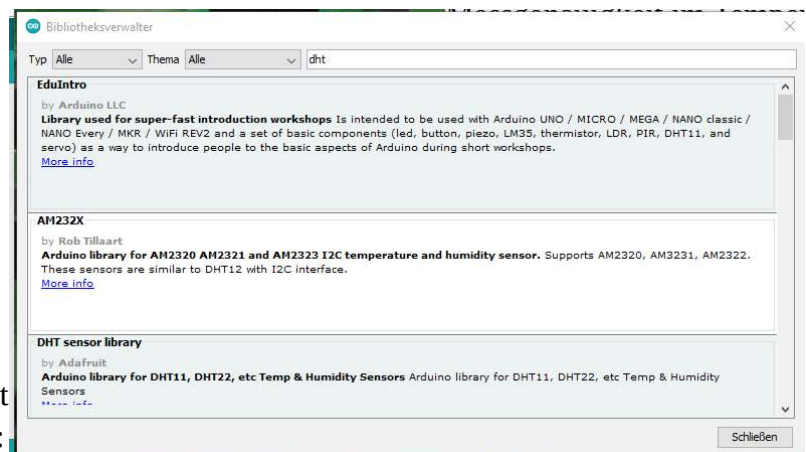 Bibliotheksverwalter
Typ Alle Thema Alle dht
EduIntro
by Arduino LLC
Library used for super-fast introduction workshops Is intended to be used with Arduino UNO / MICRO / MEGA / NANO classic /
NANO Every / MKR / WiFi REV2 and a set of basic components (led, button, piezo, LM35, thermistor, LDR, PIR, DHT11, and
servo) as a way to introduce people to the basic aspects of Arduino during short workshops.
More info
AM232X
by Rob Tillaart
Arduino library for AM2320 AM2321 and AM2323 I2C temperature and humidity sensor. Supports AM2320, AM3231, AM2322.
These sensors are similar to DHT12 with I2C interface.
More info
DHT sensor library
by Adafruit
Arduino library for DHT11, DHT22, etc Temp & Humidity Sensors Arduino library for DHT11, DHT22, etc Temp & Humidity
Sensors
More info
t
:
Schließen